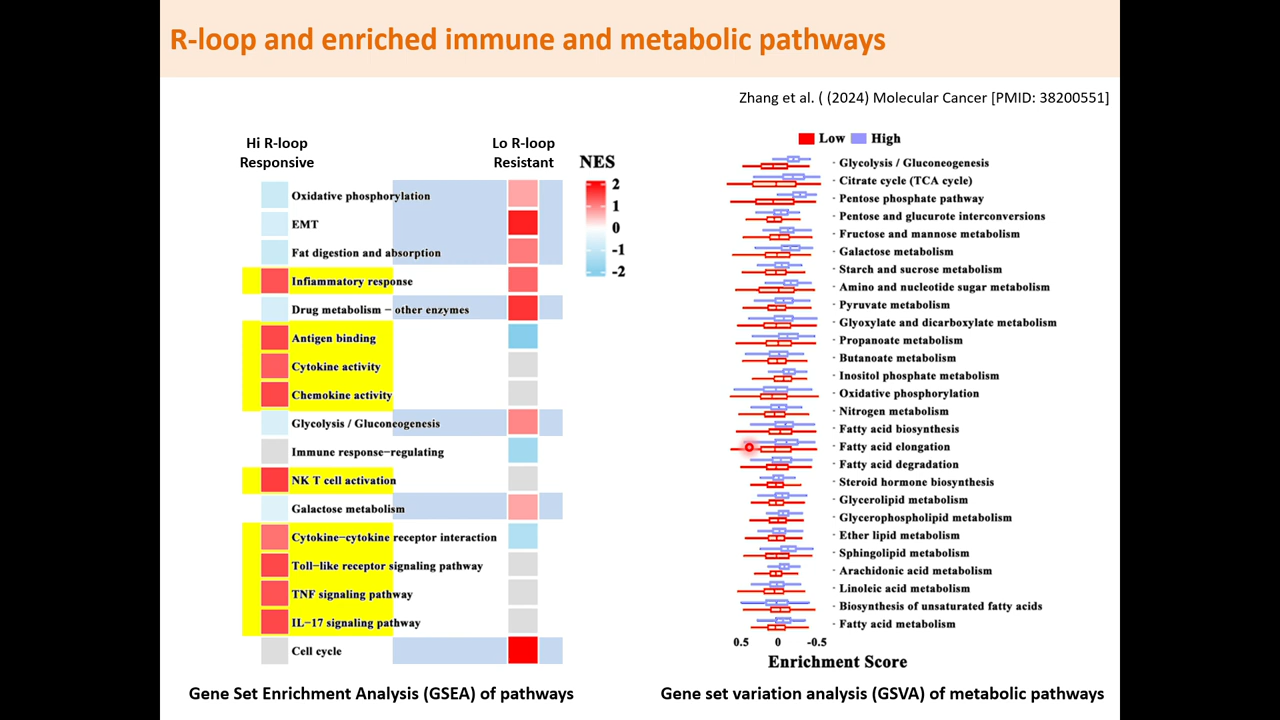 R-loop and enriched immune and metabolic pathways
Zhang et al. ( (2024) Molecular Cancer [PMID: 38200551]
Hi R-loop
Responsive
Lo R-loop
Resistant
NES
2
1
0
-1
-2
Oxidative phosphorylation
EMT
Fat digestion and absorption
Infiammatory response
Drug metabolism − other enzymes
Antigen binding
Cytokine activity
Chemokine activity
Glycolysis / Gluconeogenesis
Immune response−regulating
NK T cell activation
Galactose metabolism
Cytokine−cytokine receptor interaction
Toll−like receptor signaling pathway
TNF signaling pathway
IL−17 signaling pathway
Cell cycle
Gene Set Enrichment Analysis (GSEA) of pathways
Low High
Glycolysis / Gluconeogenesis
Citrate cycle (TCA cycle)
Pentose phosphate pathway
Pentose and glucurote interconversions
Fructose and mannose metabolism
Galactose metabolism
Starch and sucrose metabolism
Amino and nucleotide sugar metabolism
Pyruvate metabolism
Glyoxylate and dicarboxylate metabolism
Propanoate metabolism
Butanoate metabolism
Inositol phosphate metabolism
Oxidative phosphorylation
Nitrogen metabolism
Fatty acid biosynthesis
Fatty acid elongation
Fatty acid degradation
Steroid hormone biosynthesis
Glycerolipid metabolism
Glycerophospholipid metabolism
Ether lipid metabolism
Sphingolipid metabolism
Arachidonic acid metabolism
Linoleic acid metabolism
Biosynthesis of unsaturated fatty acids
Fatty acid metabolism
0.5 0 -0.5
Enrichment Score
Gene set variation analysis (GSVA) of metabolic pathways